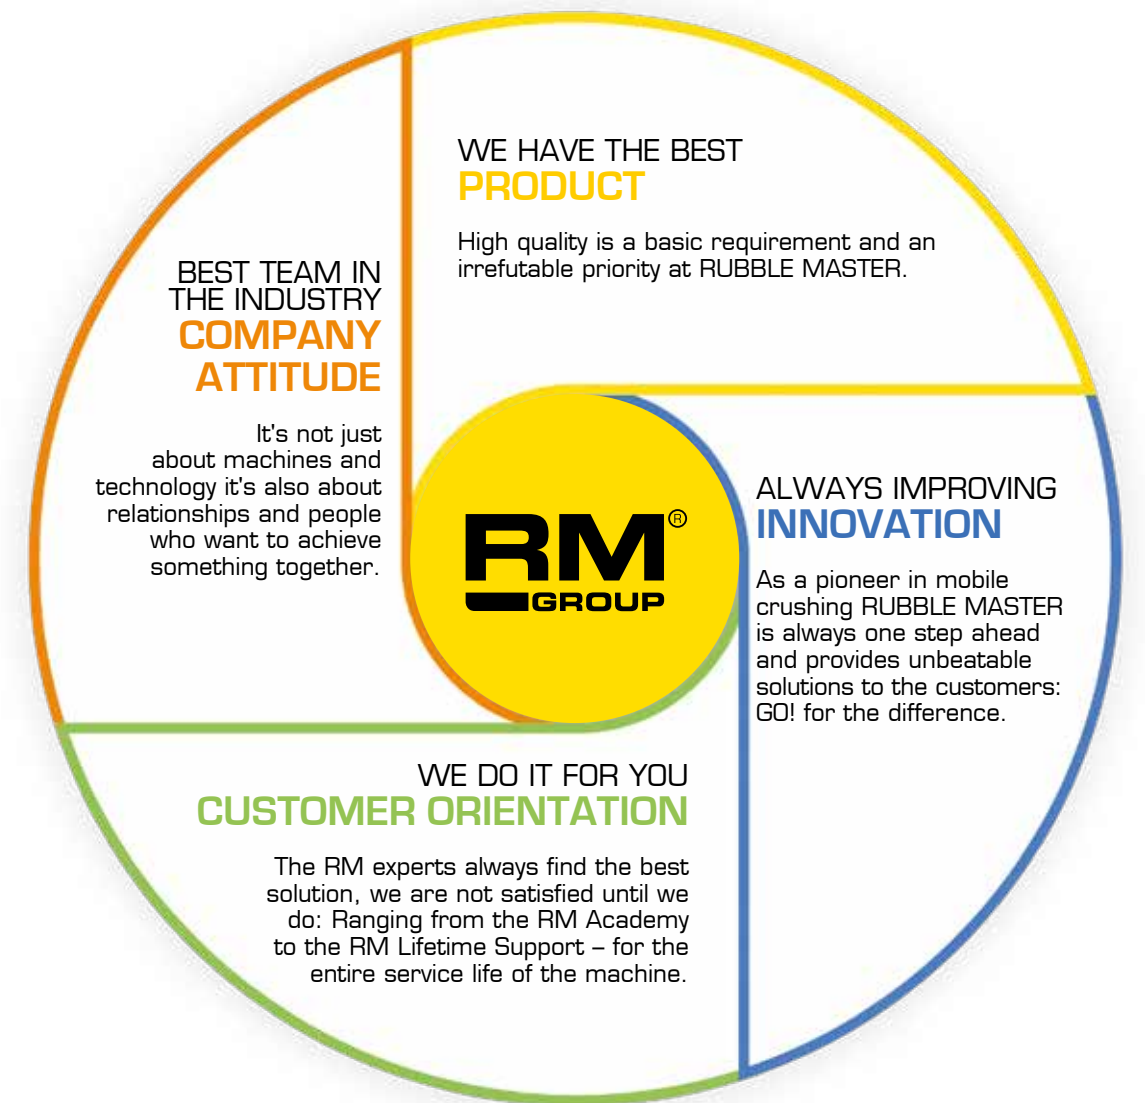 WE HAVE THE BEST
PRODUCT
High quality is a basic requirement and an
irrefutable priority at RUBBLE MASTER.
BEST TEAM IN
THE INDUSTRY
COMPANY
ATTITUDE
It's not just
about machines and
technology it's also about
relationships and people
who want to achieve
something together.
RM®
GROUP
ALWAYS IMPROVING
INNOVATION
As a pioneer in mobile
crushing RUBBLE MASTER
is always one step ahead
and provides unbeatable
solutions to the customers:
GO! for the difference.
WE DO IT FOR YOU
CUSTOMER ORIENTATION
The RM experts always find the best
solution, we are not satisfied until we
do: Ranging from the RM Academy
to the RM Lifetime Support – for the
entire service life of the machine.